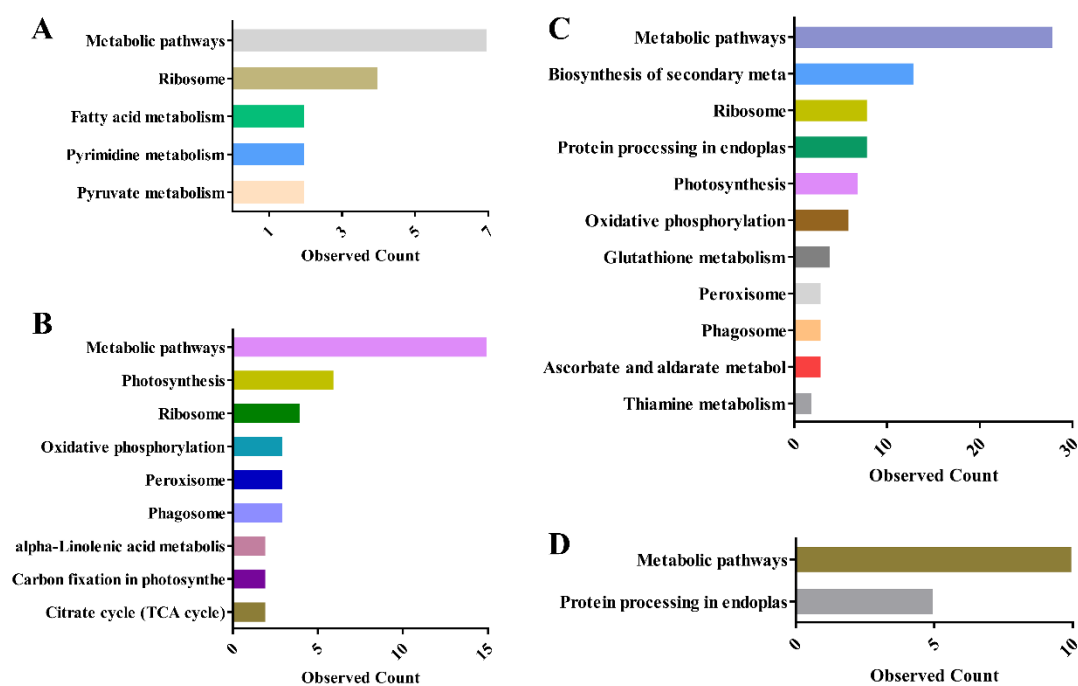 A
Metabolic pathways
Ribosome
Fatty acid metabolism
Pyrimidine metabolism
Pyruvate metabolism
1 3 5 7
Observed Count
B
Metabolic pathways
Photosynthesis
Ribosome
Oxidative phosphorylation
Peroxisome
Phagosome
alpha-Linolenic acid metabolis
Carbon fixation in photosynthe
Citrate cycle (TCA cycle)
0 5 10 15
Observed Count
C
Metabolic pathways
Biosynthesis of secondary meta
Ribosome
Protein processing in endoplas
Photosynthesis
Oxidative phosphorylation
Glutathione metabolism
Peroxisome
Phagosome
Ascorbate and aldarate metabol
Thiamine metabolism
0 10 20 30
Observed Count
D
Metabolic pathways
Protein processing in endoplas
0 5 10
Observed Count